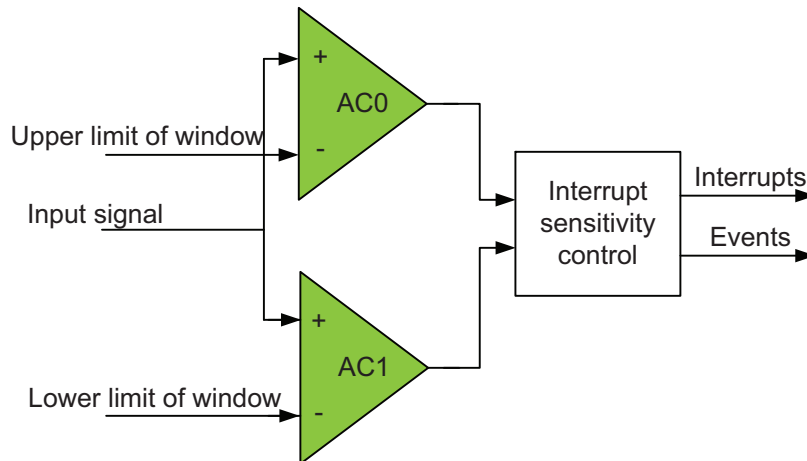 +
AC0
-
Upper limit of window
Input signal
Interrupt
sensitivity
control
Interrupts
Events
+
AC1
-
Lower limit of window